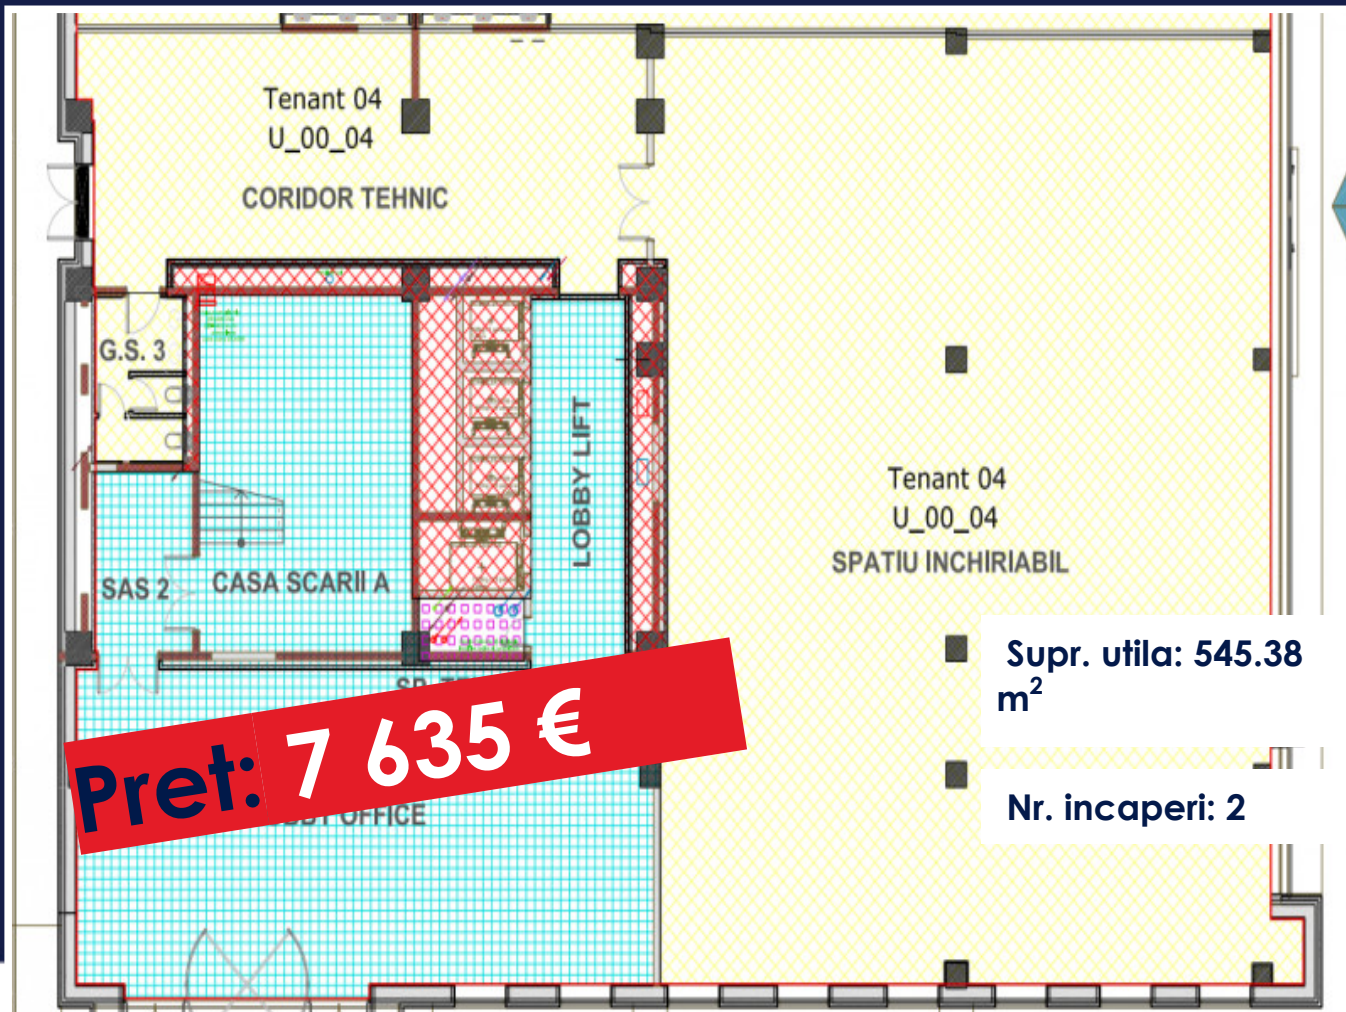 Tenant 04
U_00_04
CORIDOR TEHNIC
G.S. 3
LOBBY LIFT
Tenant 04
U_00_04
SPATIU INCHIRIABIL
SAS 2
CASA SCARII A
Supr. utila: 545.38
m²
Pret: 7 635 €
OFFICE
Nr. incaperi: 2